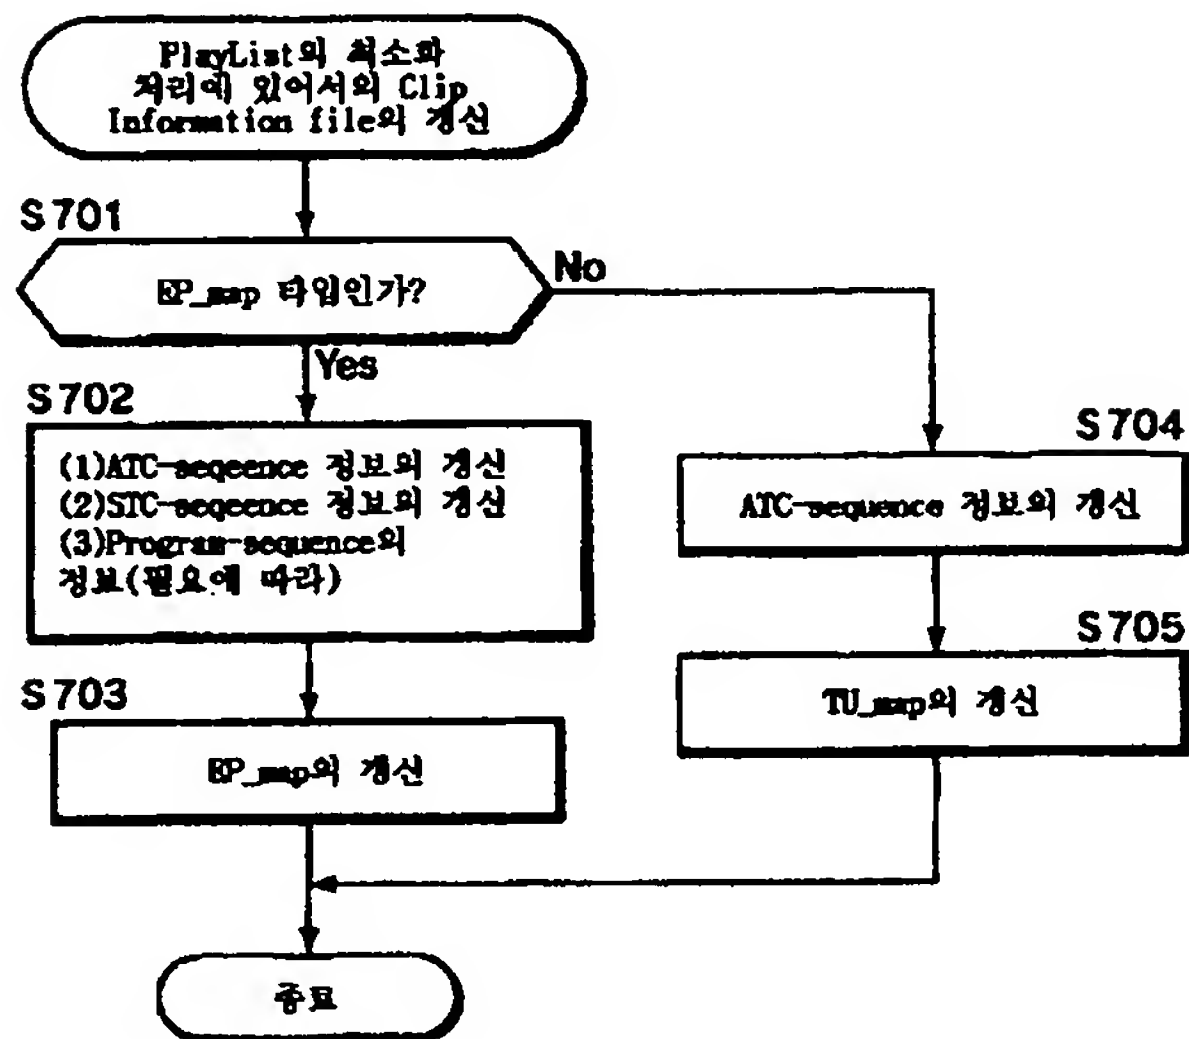 PlayList의 최소화
처리에 있어서의 Clip
Information file의 갱신
S701
EP_map 타입인가?
No
Yes
S702
(1)ATC-seqeence 정보의 갱신
(2)STC-seqeence 정보의 갱신
(3)Program-sequence의
정보(필요에 따라)
S703
EP_map의 갱신
S704
ATC-sequence 정보의 갱신
S705
TU_map의 갱신
종료